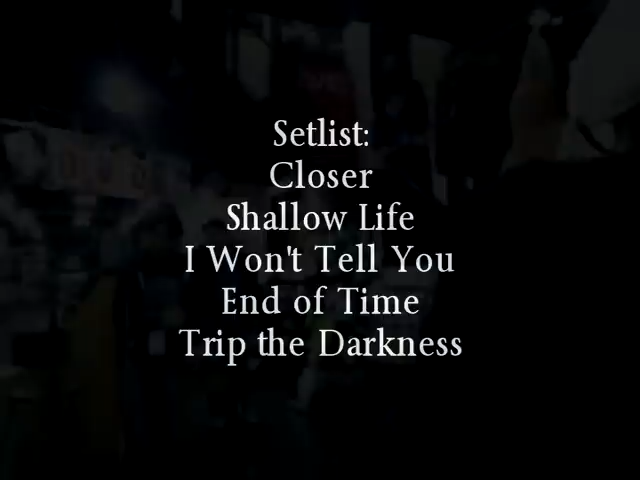 Setlist:
Closer
Shallow Life
I Won't Tell You
End of Time
Trip the Darkness